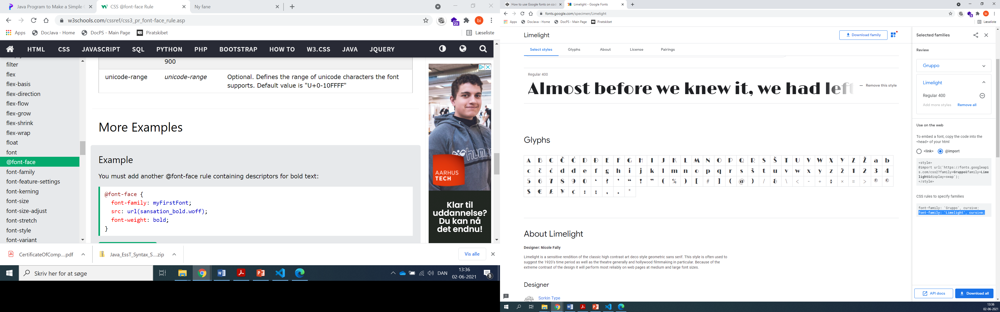 Java Program to Make a Simple
CSS @font-face Rule
Ny fane
w3schools.com/cssref/css3_pr_font-face_rule.asp
23
bi
Apps
DocJava - Home
DocPS - Main Page
Piratskibet
Læseliste
HTML
CSS
JAVASCRIPT
SQL
PYTHON
PHP
BOOTSTRAP
HOW TO
W3.CSS
JAVA
JQUERY
filter
flex
flex-basis
flex-direction
flex-flow
flex-grow
flex-shrink
flex-wrap
float
font
@font-face
font-family
font-feature-settings
font-kerning
font-size
font-size-adjust
font-stretch
font-style
font-variant
900
unicode-range
unicode-range
Optional. Defines the range of unicode characters the font
supports. Default value is "U+0-10FFFF"
More Examples
Example
You must add another @font-face rule containing descriptors for bold text:
@font-face {
font-family: myFirstFont;
src: url(sansation_bold.woff);
font-weight: bold;
}
AARHUS
TECH
Klar til
uddannelse?
Du kan nå
det endnu!
CertificateOfComp....pdf
Java_EssT_Syntax_S....zip
Vis alle
Skriv her for at søge
DAN
13:36
02-06-2021
8
How to use Google fonts on cod
Limelight - Google Fonts
fonts.google.com/specimen/Limelight
4
bi
Apps
DocJava - Home
DocPS - Main Page
Piratskibet
Læseliste
Limelight
Download family
Select styles
Glyphs
About
License
Pairings
Regular 400
Almost before we knew it, we had left
Remove this style
Glyphs
A B C Č Ć D Đ E F G H I J K L M N O P Q R S Š T U V W X Y Z Ž a b
c č ć d đ e f g h i j k l m n o p q r s š t u v w x y z ž 1 2 3 4
5 6 7 8 9 0 ‘ ? ’ “ ! ” ( % ) [ # ] { @ } / & \ < - + ÷ × = > ® ©
$ € £ ¥ ¢ : ; , . *
About Limelight
Designer: Nicole Fally
Limelight is a sensitive rendition of the classic high contrast art deco style geometric sans serif. This style is often used to
suggest the 1920's time period as well as the theatre generally and hollywood filmmaking in particular. Because of the
extreme contrast of the design it will perform most reliably on web pages at medium and large font sizes.
Designer
Sorkin Type
Selected families
Review
Gruppo
Limelight
Regular 400
Add more styles
Remove all
Use on the web
To embed a font, copy the code into the
<head> of your html
<link>
@import
<style>
@import url('https://fonts.googleapi
s.com/css2?family=Gruppo&family=Lime
light&display=swap');
</style>
CSS rules to specify families
font-family: 'Gruppo', cursive;
font-family: 'Limelight', cursive;
API docs
Download all
13:36
02-06-2021